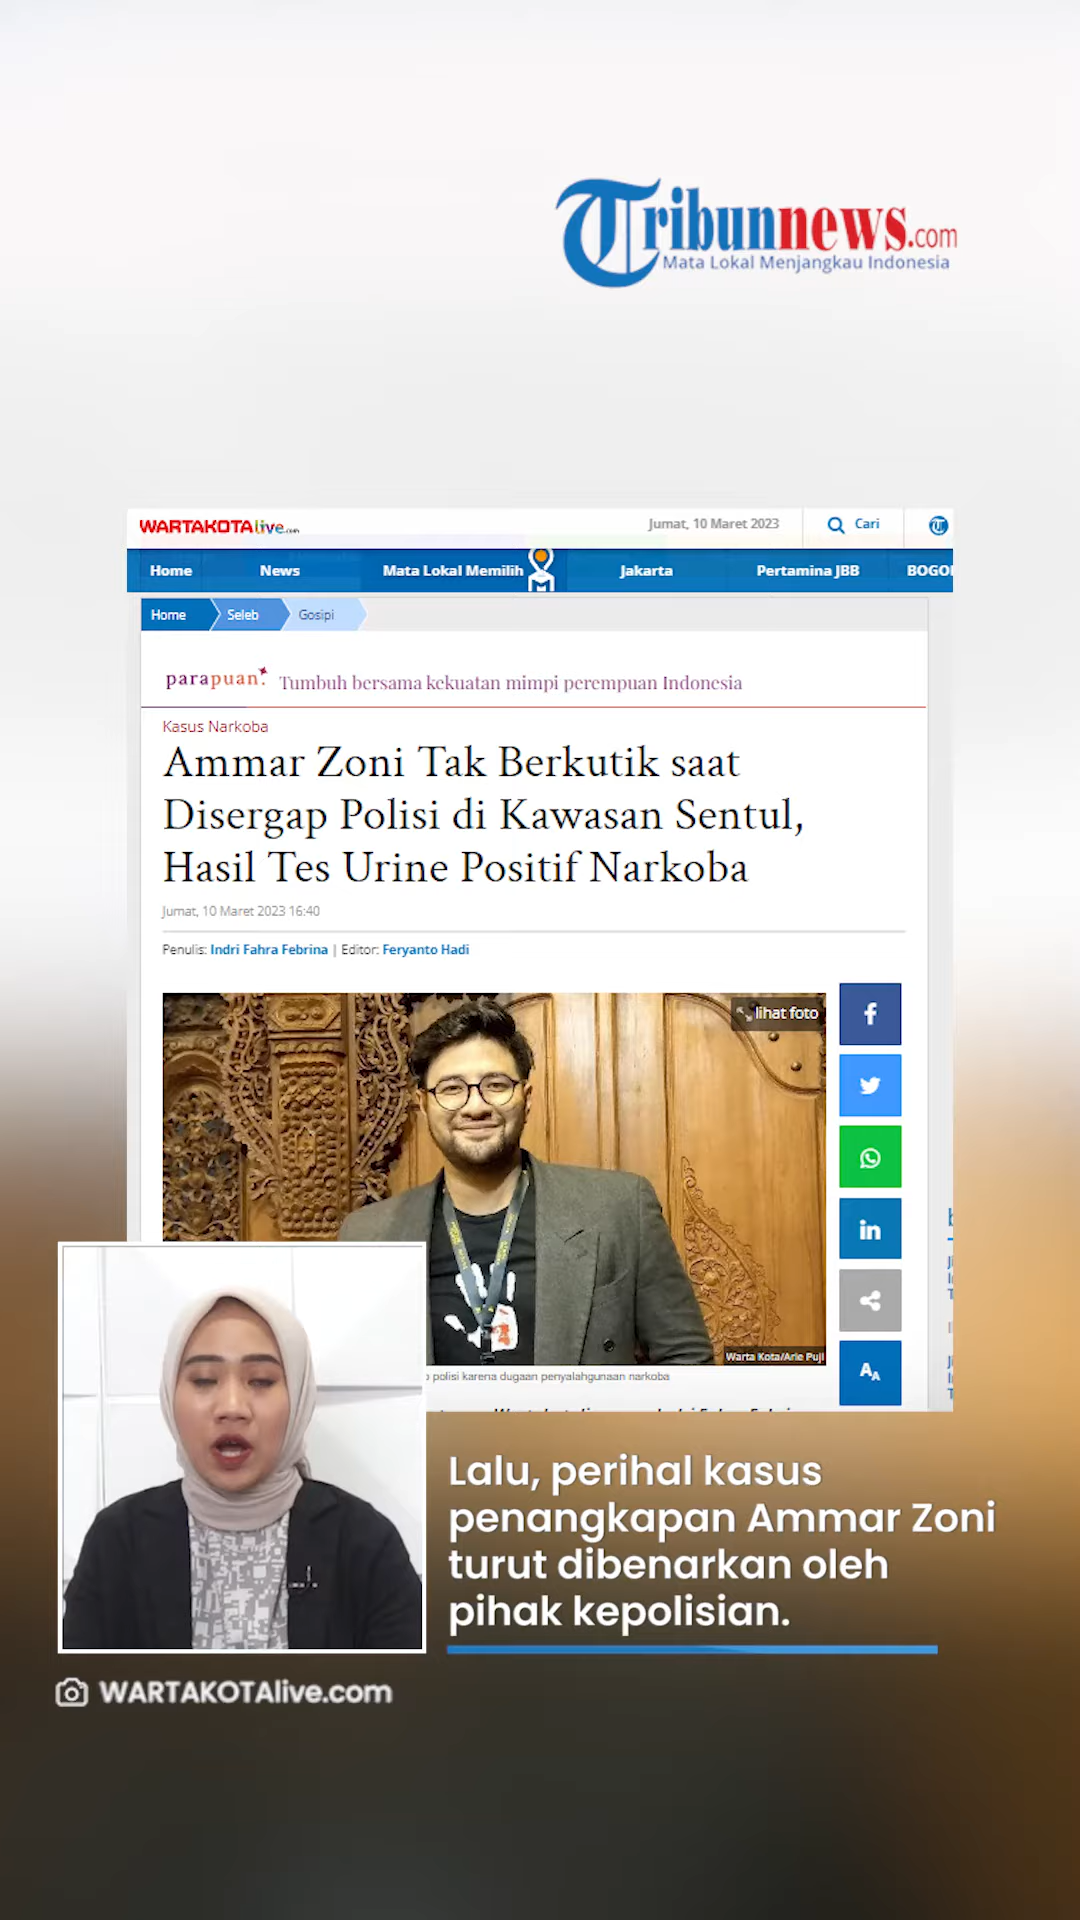 Tribunnews.com
Mata Lokal Menjangkau Indonesia
WARTAKOTAlive.com
Jumat, 10 Maret 2023
Cari
Home
News
Mata Lokal Memilih
Jakarta
Pertamina JBB
Home
Seleb
Gosipi
parapuan.
Tumbuh bersama kekuatan mimpi perempuan Indonesia
Kasus Narkoba
Ammar Zoni Tak Berkutik saat
Disergap Polisi di Kawasan Sentul,
Hasil Tes Urine Positif Narkoba
Jumat, 10 Maret 2023 16:40
Penulis: Indri Fahra Febrina | Editor: Feryanto Hadi
lihat foto
Warta Kota/Arie Puji
polisi karena dugaan penyalahgunaan narkoba
Lalu, perihal kasus
penangkapan Ammar Zoni
turut dibenarkan oleh
pihak kepolisian.
WARTAKOTAlive.com